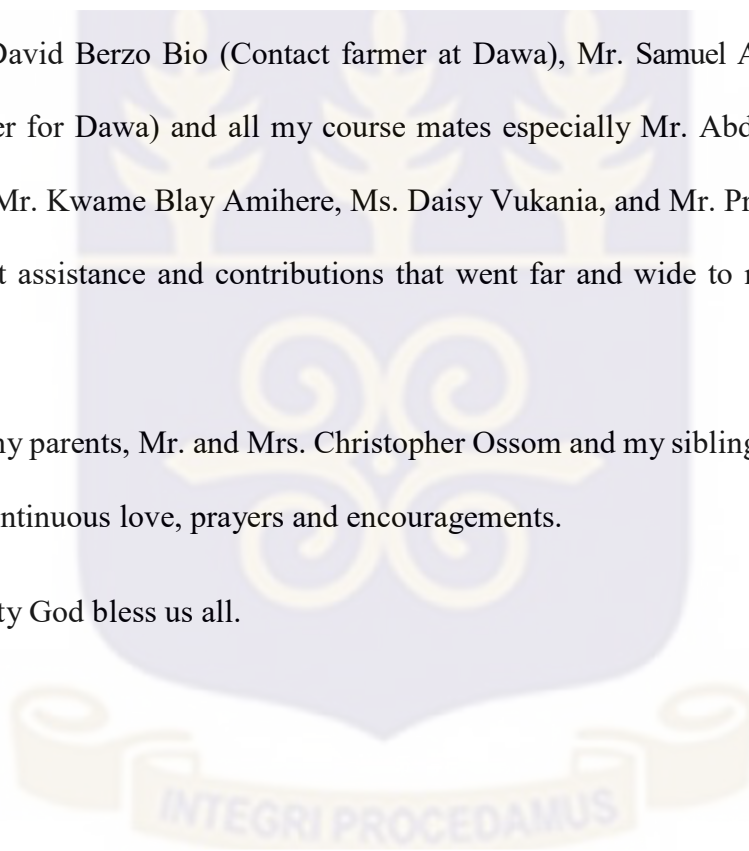 David Berzo Bio (Contact farmer at Dawa), Mr. Samuel A
er for Dawa) and all my course mates especially Mr. Abd
Mr. Kwame Blay Amihere, Ms. Daisy Vukania, and Mr. Pr
t assistance and contributions that went far and wide to
my parents, Mr. and Mrs. Christopher Ossom and my sibling
ntinuous love, prayers and encouragements.
ty God bless us all.
INTEGRI PROCEDAMUS